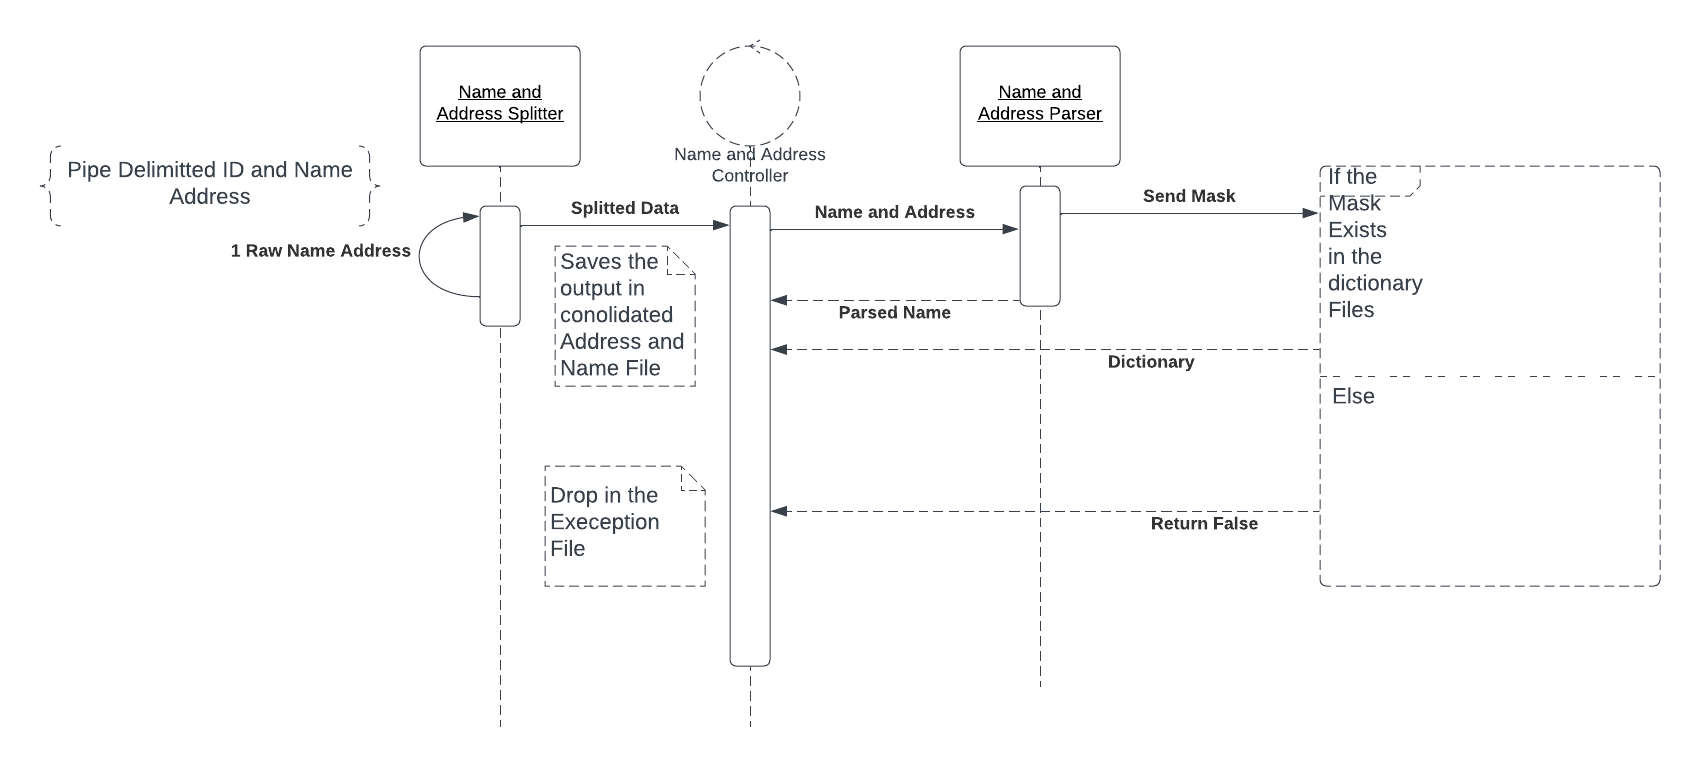 Name and
Address Splitter
Name and Address
Controller
Name and
Address Parser
Pipe Delimitted ID and Name
Address
1 Raw Name Address
Splitted Data
Name and Address
Send Mask
If the
Mask
Exists
in the
dictionary
Files
Saves the
output in
conolidated
Address and
Name File
Parsed Name
Dictionary
Else
Drop in the
Exeception
File
Return False